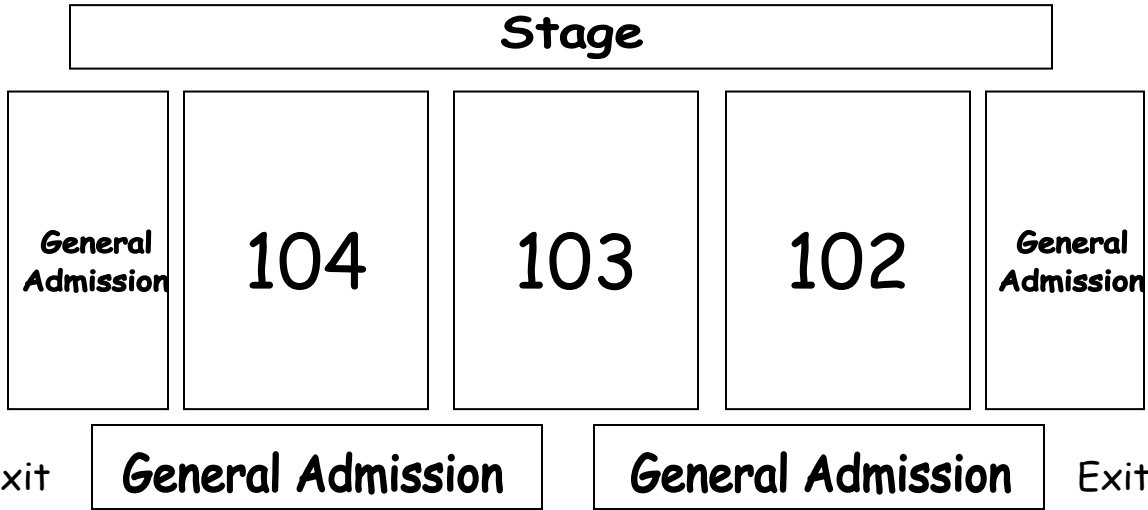 Stage
General
Admission
104
103
102
General
Admission
xit
General Admission
General Admission
Exit